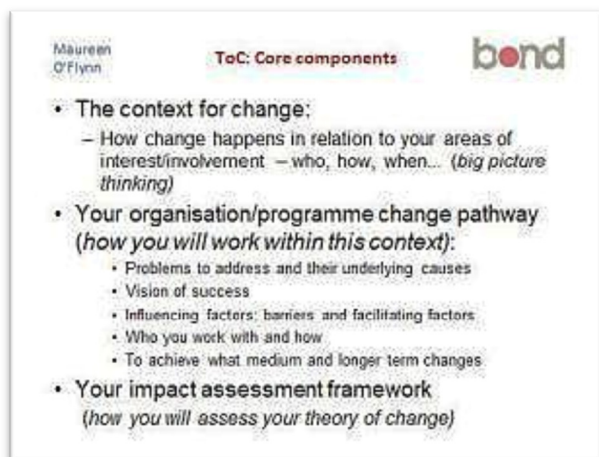 Maureen
O'Flynn
ToC: Core components
bond
• The context for change:
– How change happens in relation to your areas of
interest/involvement – who, how, when... (big picture
thinking)
• Your organisation/programme change pathway
(how you will work within this context):
• Problems to address and their underlying causes
• Vision of success
• Influencing factors; barriers and facilitating factors
• Who you work with and how
• To achieve what medium and longer term changes
• Your impact assessment framework
(how you will assess your theory of change)